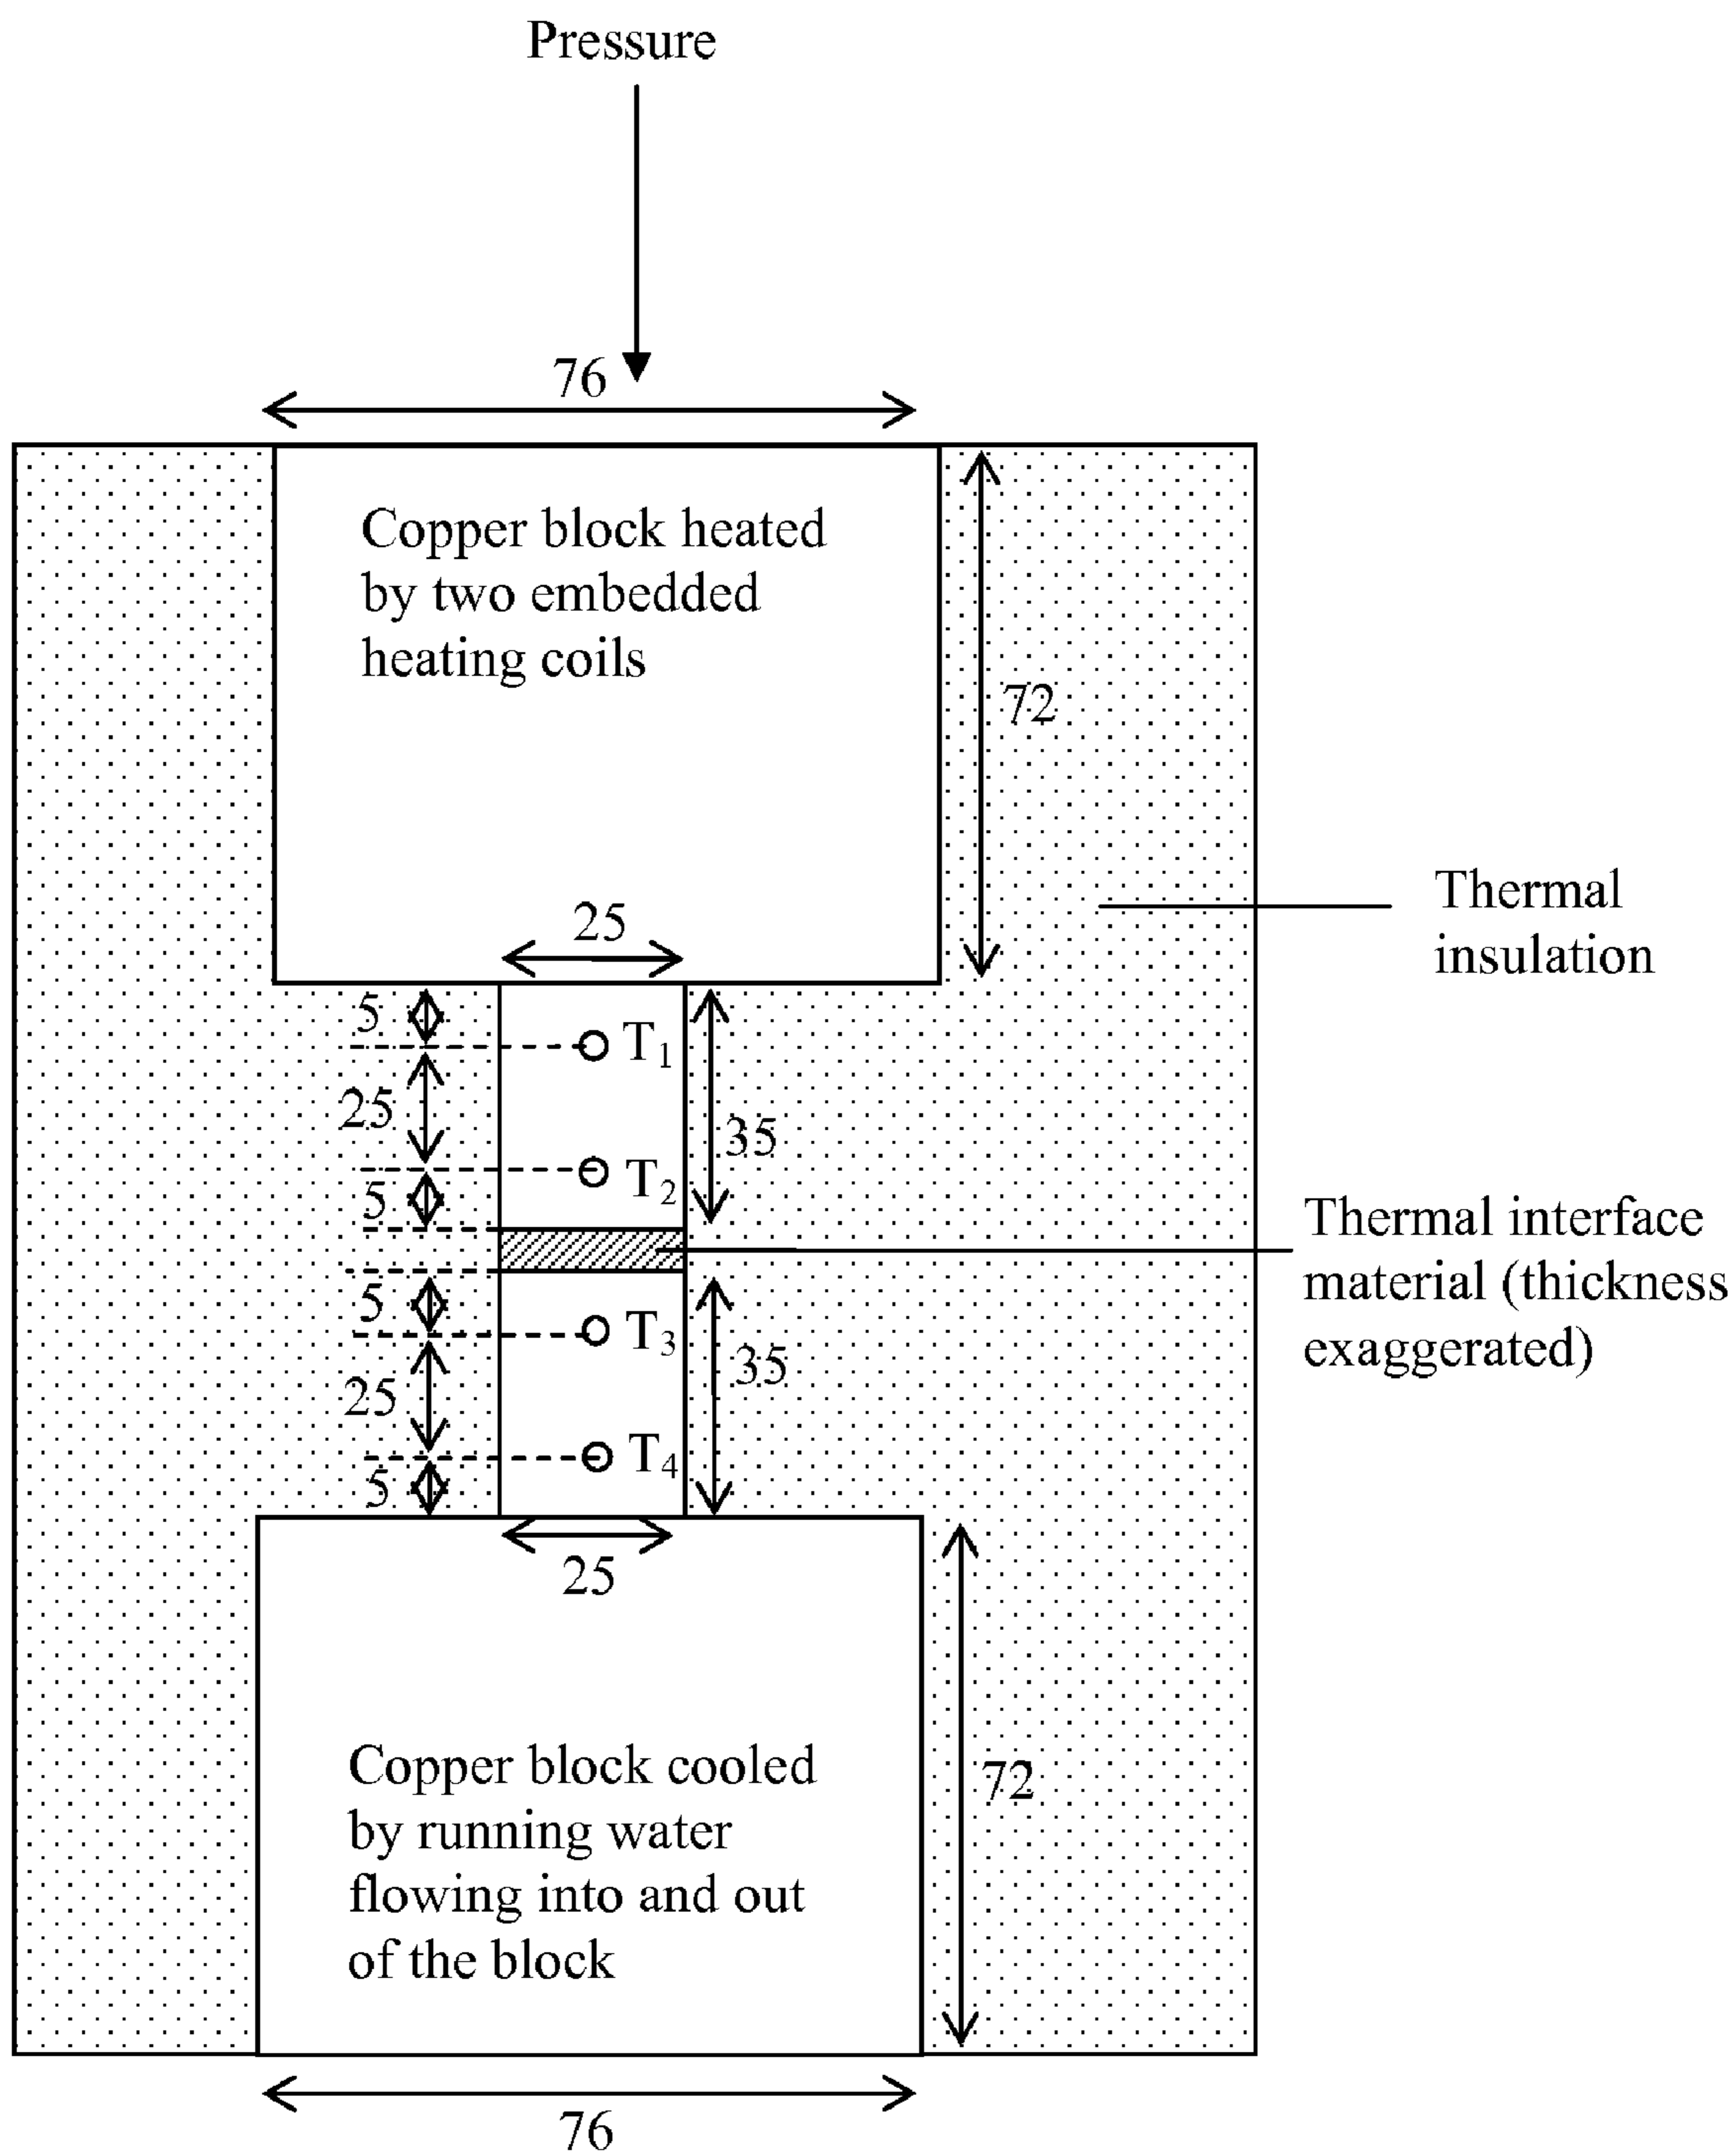 Pressure
76
Copper block heated
by two embedded
heating coils
72
Thermal
insulation
25
5
T1
25
35
T2
5
Thermal interface
material (thickness
exaggerated)
5
T3
35
25
T4
5
25
Copper block cooled
by running water
flowing into and out
of the block
72
76